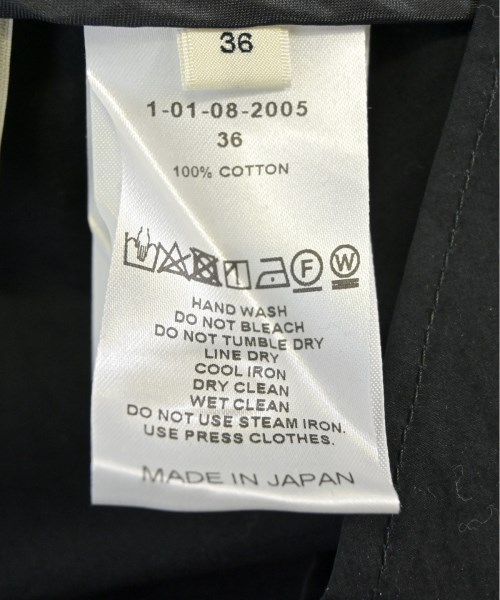 36
1-01-08-2005
36
100% COTTON
F W
HAND WASH
DO NOT BLEACH
DO NOT TUMBLE DRY
LINE DRY
COOL IRON
DRY CLEAN
WET CLEAN
DO NOT USE STEAM IRON.
USE PRESS CLOTHES.
MADE IN JAPAN